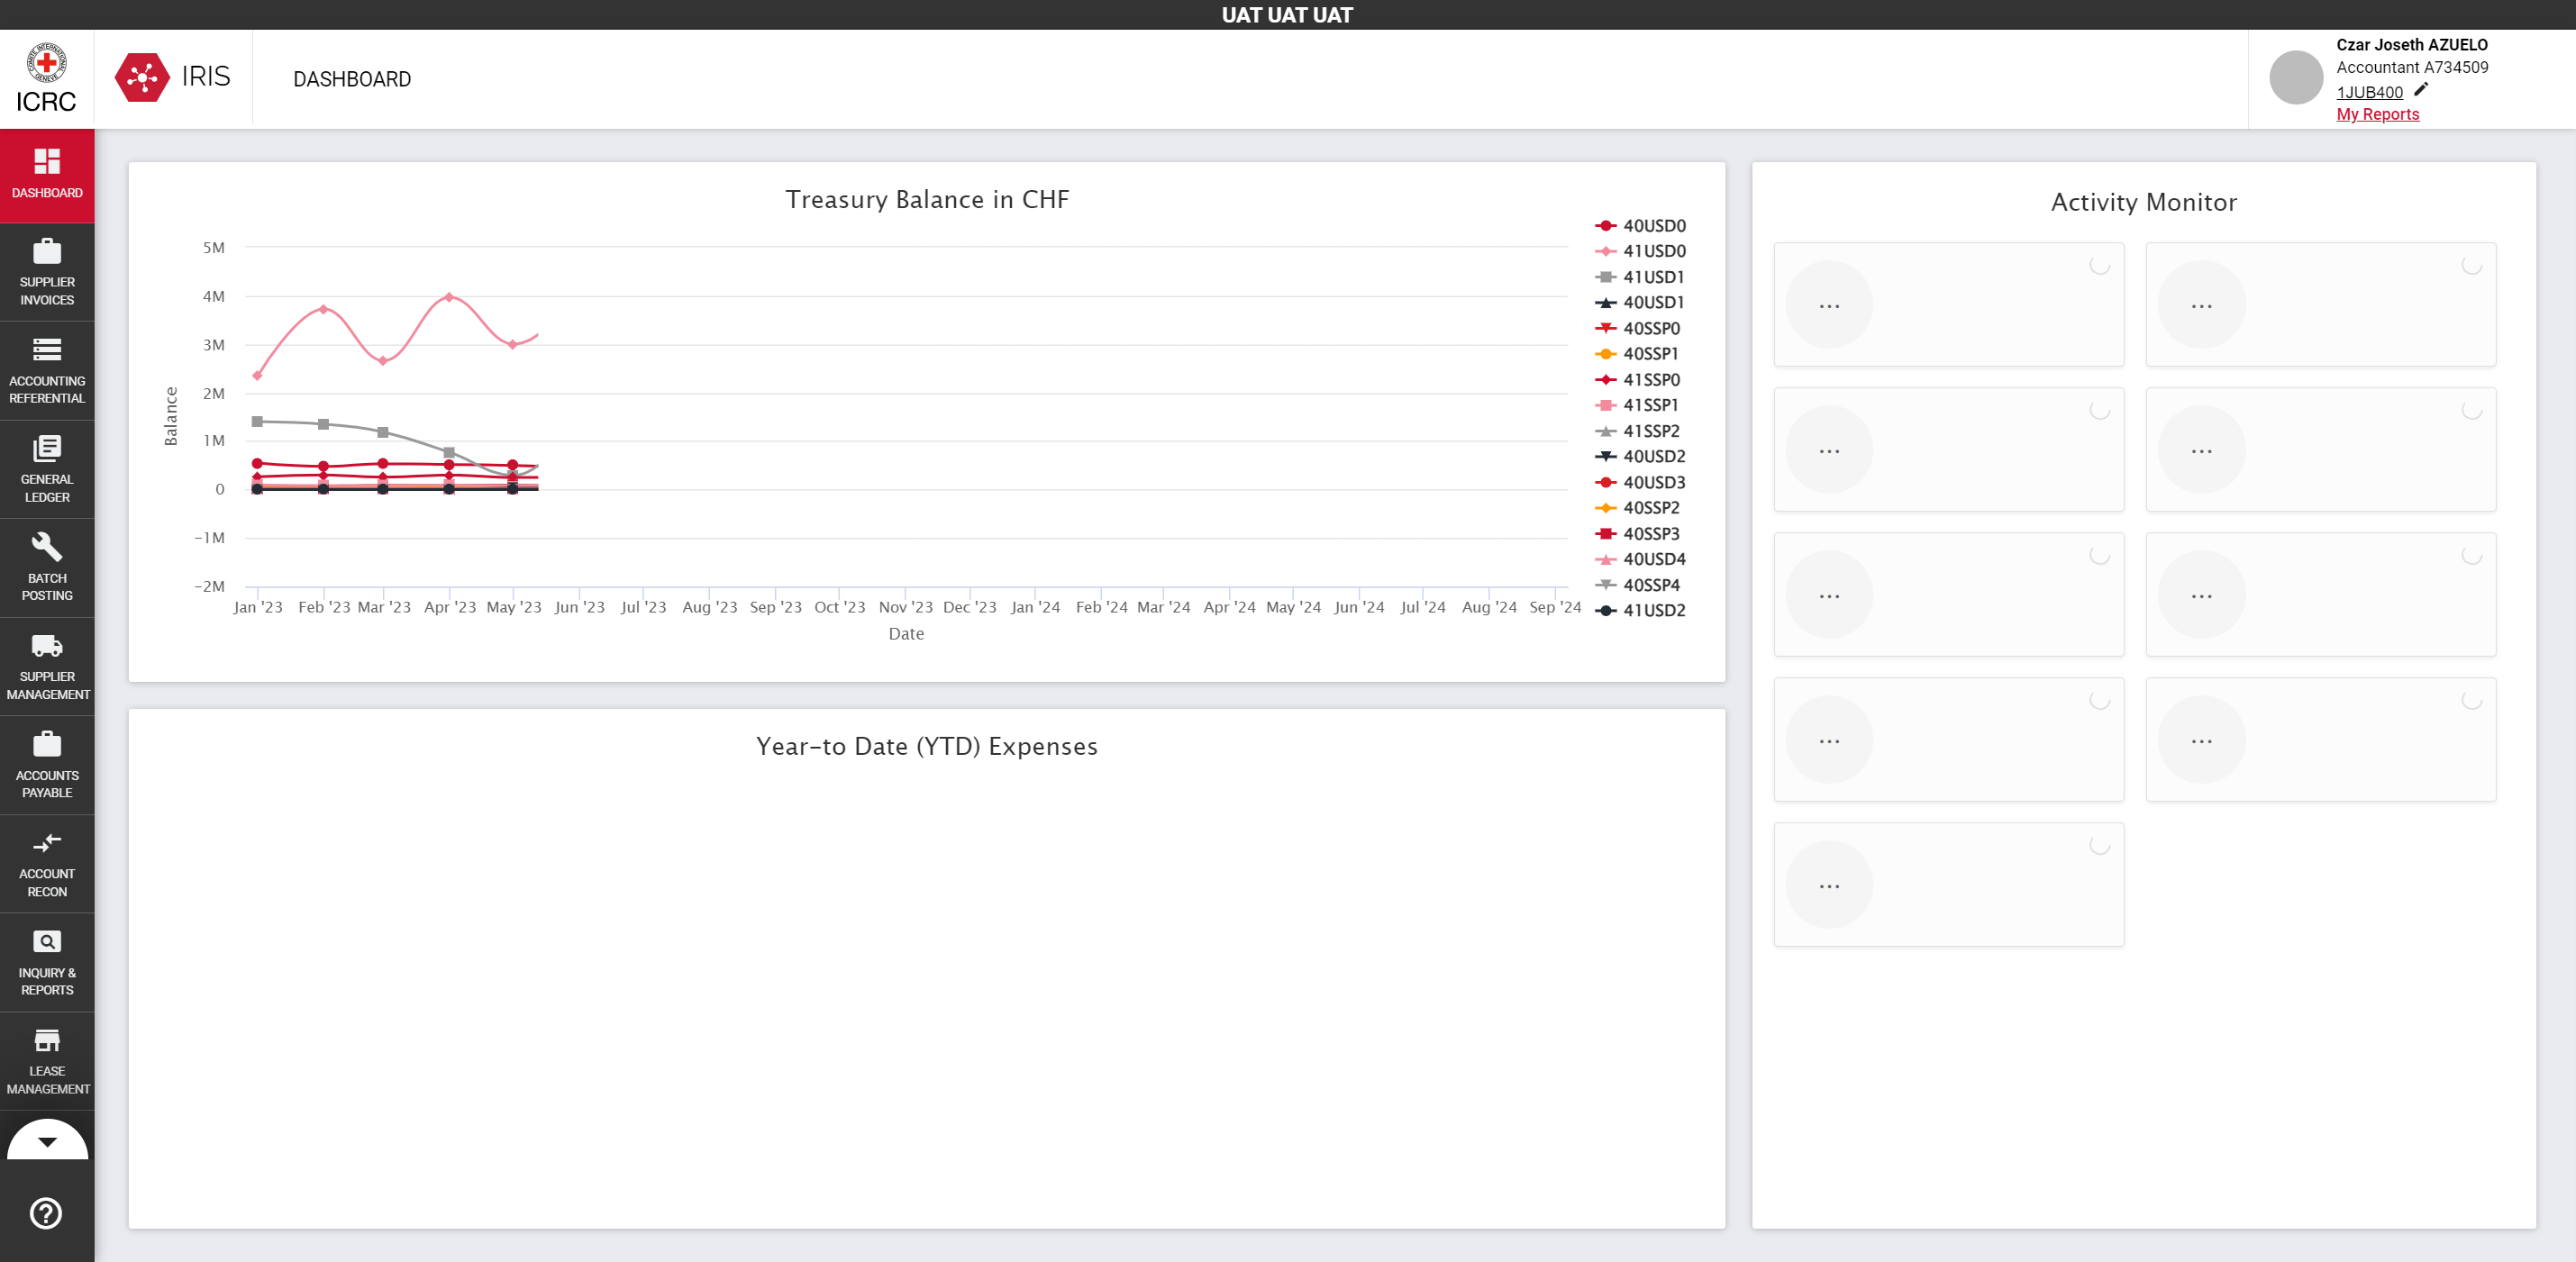 UAT UAT UAT
ICRC
IRIS
DASHBOARD
Czar Joseth AZUELO
Accountant A734509
1JUB400
My Reports
DASHBOARD
SUPPLIER
INVOICES
ACCOUNTING
REFERENTIAL
GENERAL
LEDGER
BATCH
POSTING
SUPPLIER
MANAGEMENT
ACCOUNTS
PAYABLE
ACCOUNT
RECON
INQUIRY &
REPORTS
LEASE
MANAGEMENT
Treasury Balance in CHF
Balance
5M
4M
3M
2M
1M
0
-1M
-2M
Jan '23 Feb '23 Mar '23 Apr '23 May '23 Jun '23 Jul '23 Aug '23 Sep '23 Oct '23 Nov '23 Dec '23 Jan '24 Feb '24 Mar '24 Apr '24 May '24 Jun '24 Jul '24 Aug '24 Sep '24
Date
40USD0
41USD0
41USD1
40USD1
40SSP0
40SSP1
41SSP0
41SSP1
41SSP2
40USD2
40USD3
40SSP2
40SSP3
40USD4
40SSP4
41USD2
Year-to Date (YTD) Expenses
Activity Monitor
... ...
... ...
... ...
... ...
...